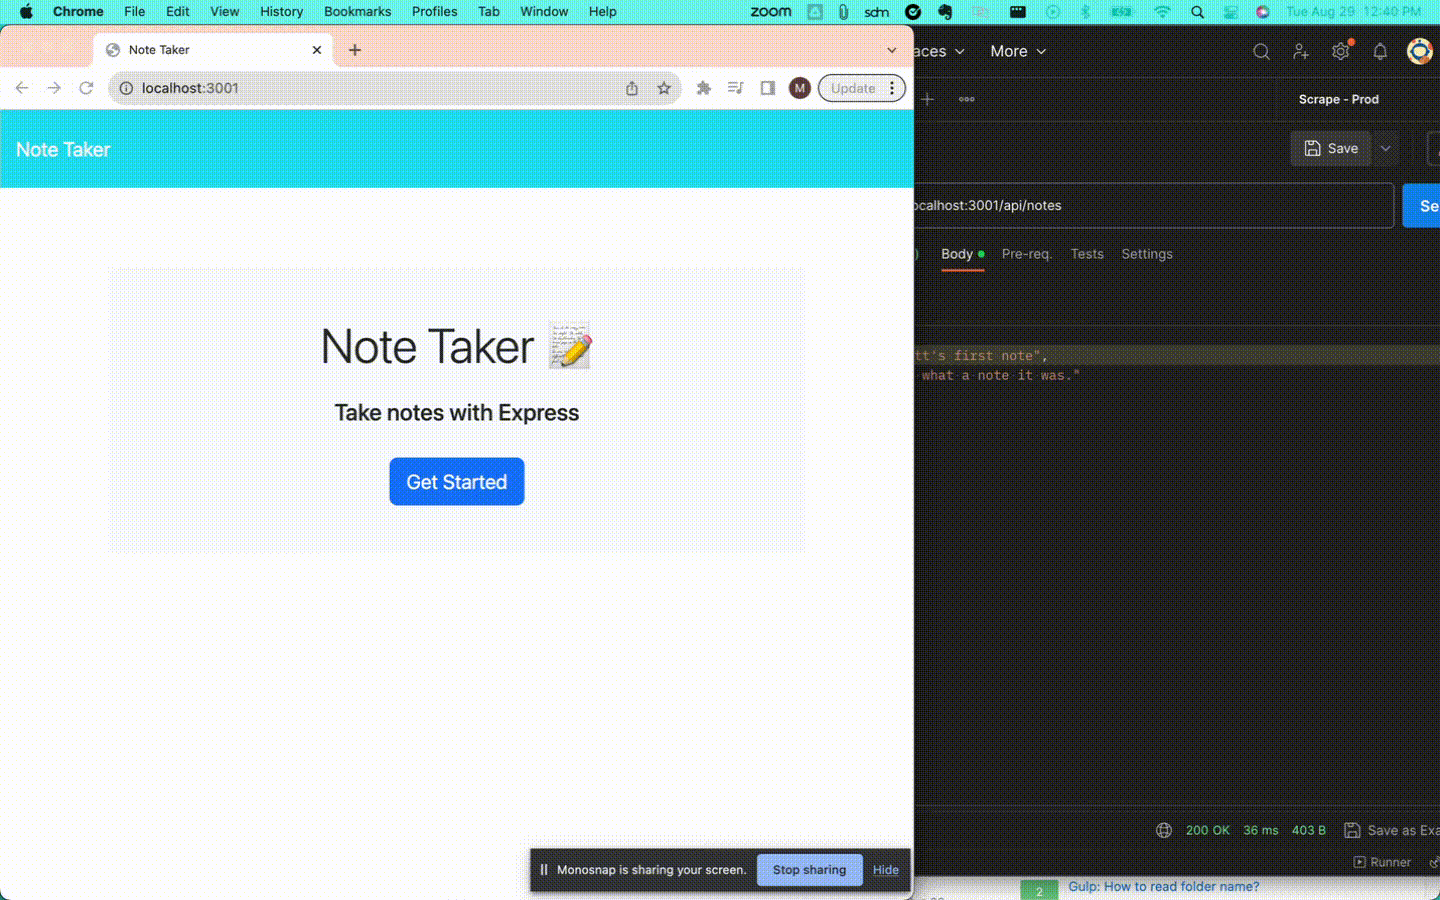 Chrome File Edit View History Bookmarks Profiles Tab Window Help zoom sdm Tue Aug 29 12:40 PM
Note Taker
aces More
localhost:3001
M Update
Scrape - Prod
Note Taker
Save
ocalhost:3001/api/notes
Se
Body Pre-req. Tests Settings
Note Taker
tt's first note",
what a note it was."
Take notes with Express
Get Started
200 OK 36 ms 403 B Save as Exa
Runner
Monosnap is sharing your screen. Stop sharing Hide
2 Gulp: How to read folder name?